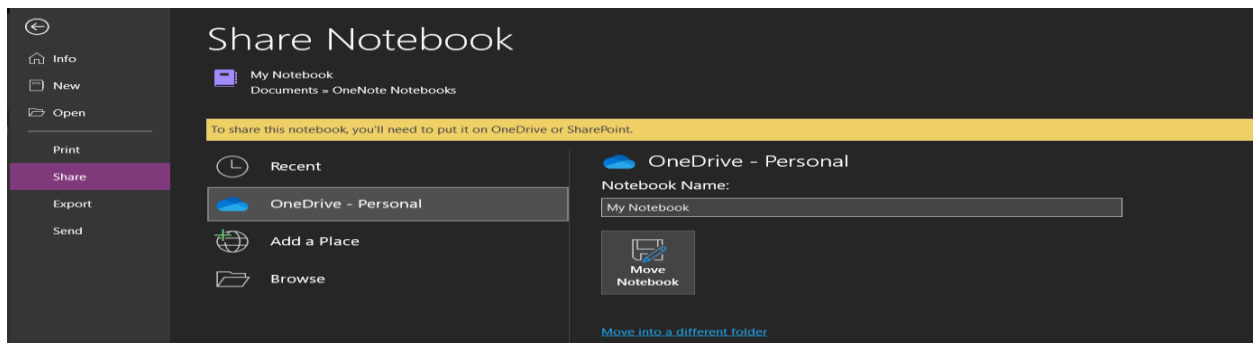 Info
New
Open
Print
Share
Export
Send
Share Notebook
My Notebook
Documents » OneNote Notebooks
To share this notebook, you'll need to put it on OneDrive or SharePoint.
Recent
OneDrive - Personal
Add a Place
Browse
OneDrive - Personal
Notebook Name:
My Notebook
Move
Notebook
Move into a different folder